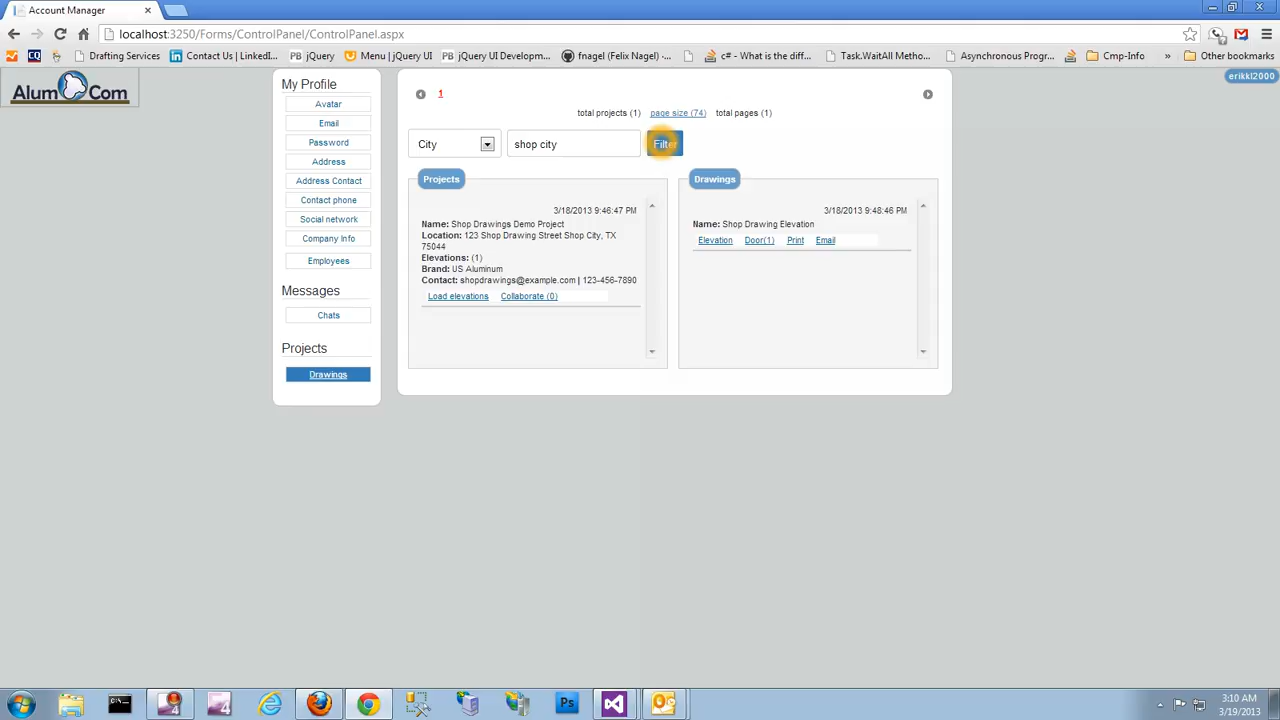 Account Manager
localhost:3250/Forms/ControlPanel/ControlPanel.aspx
Drafting Services
Contact Us | LinkedI...
jQuery
Menu | jQuery UI
jQuery UI Developm...
fnagel (Felix Nagel) -...
c# - What is the diff...
Task.WaitAll Metho...
Asynchronous Progr...
Cmp-Info
»
Other bookmarks
Alum Com
erikkl2000
My Profile
Avatar
Email
Password
Address
Address Contact
Contact phone
Social network
Company Info
Employees
Messages
Chats
Projects
Drawings
1
total projects (1) page size (74) total pages (1)
City
shop city
Filter
Projects
3/18/2013 9:46:47 PM
Name: Shop Drawings Demo Project
Location: 123 Shop Drawing Street Shop City, TX
75044
Elevations: (1)
Brand: US Aluminum
Contact: shopdrawings@example.com | 123-456-7890
Load elevations Collaborate (0)
Drawings
3/18/2013 9:48:46 PM
Name: Shop Drawing Elevation
Elevation Door(1) Print Email
3:10 AM
3/19/2013